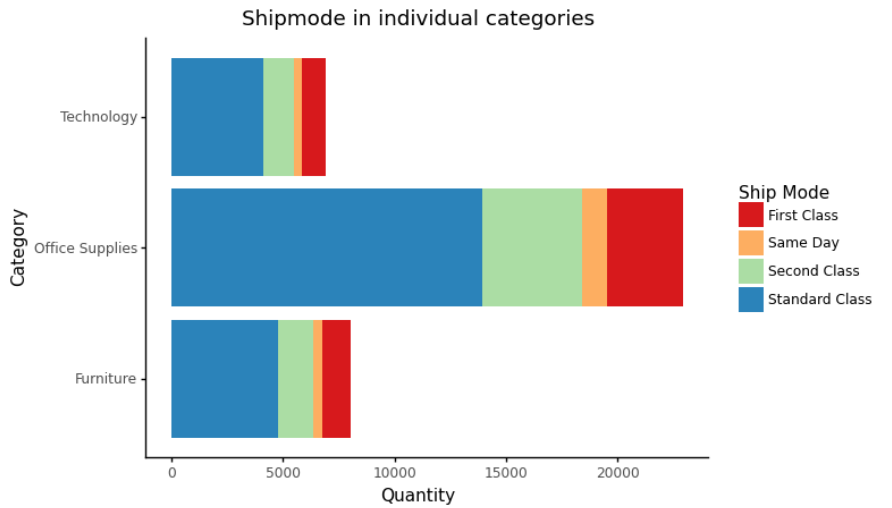 Shipmode in individual categories
Technology
Office Supplies
Furniture
Category
0 5000 10000 15000 20000
Quantity
Ship Mode
First Class
Same Day
Second Class
Standard Class